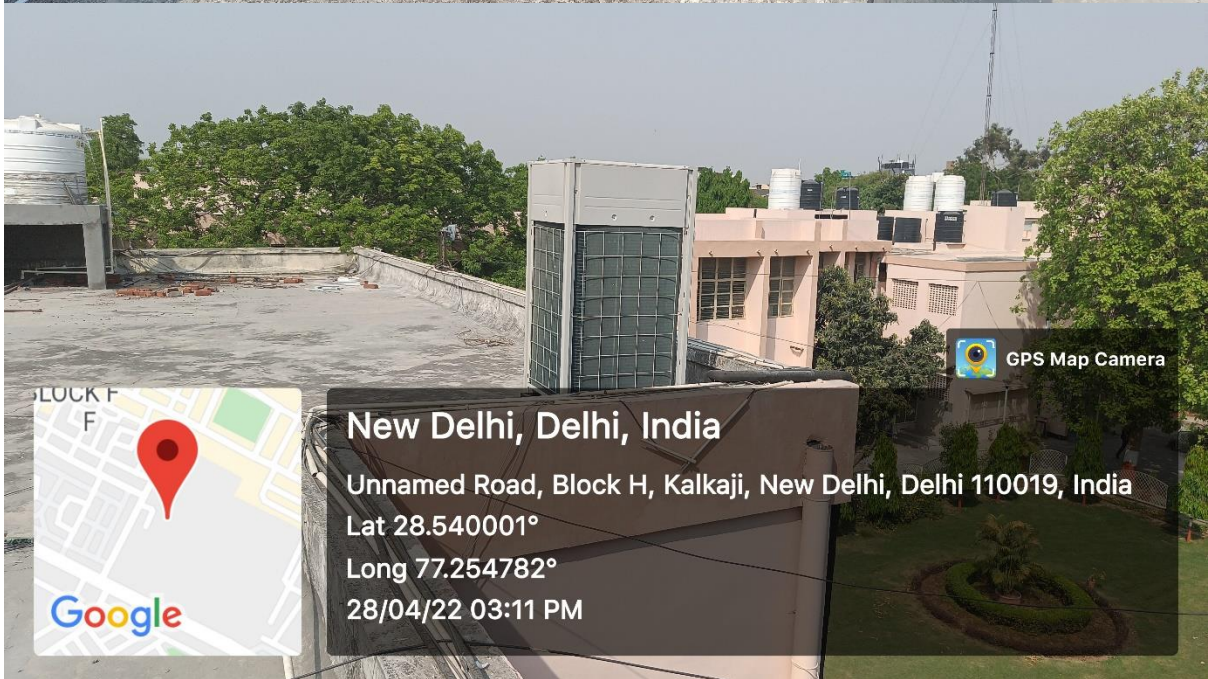 GPS Map Camera
BLOCK F
F
Google
New Delhi, Delhi, India
Unnamed Road, Block H, Kalkaji, New Delhi, Delhi 110019, India
Lat 28.540001°
Long 77.254782°
28/04/22 03:11 PM